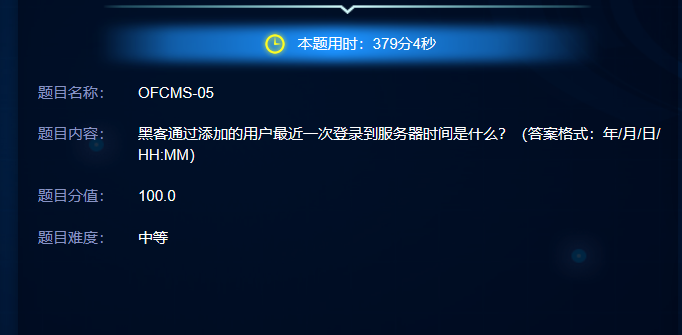 本题用时：379分4秒
题目名称： OFCMS-05
题目内容： 黑客通过添加的用户最近一次登录到服务器时间是什么？（答案格式：年/月/日/
HH:MM）
题目分值： 100.0
题目难度： 中等